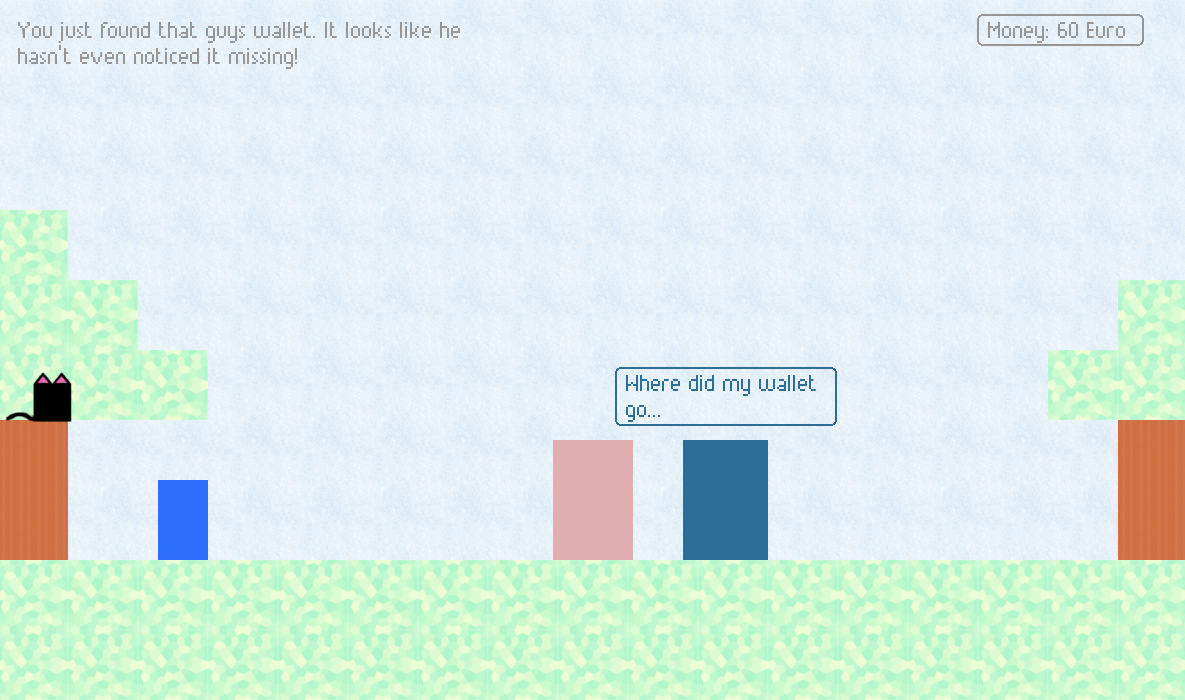 You just found that guys wallet. It looks like he
hasn't even noticed it missing!
Money: 60 Euro
Where did my wallet
go...